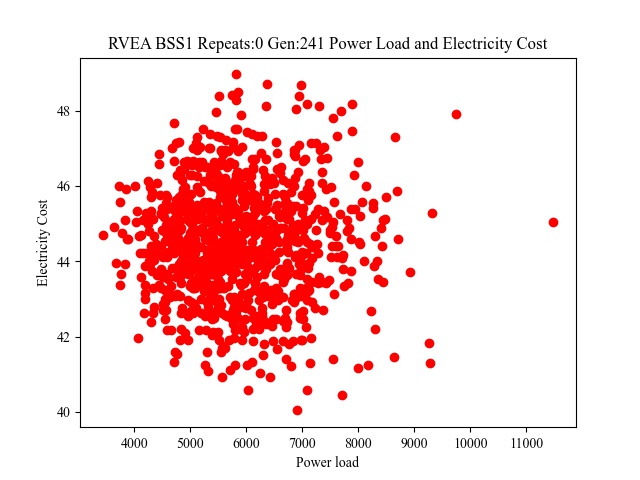 RVEA BSS1 Repeats:0 Gen:241 Power Load and Electricity Cost
Electricity Cost
48
46
44
42
40
4000 5000 6000 7000 8000 9000 10000 11000
Power load